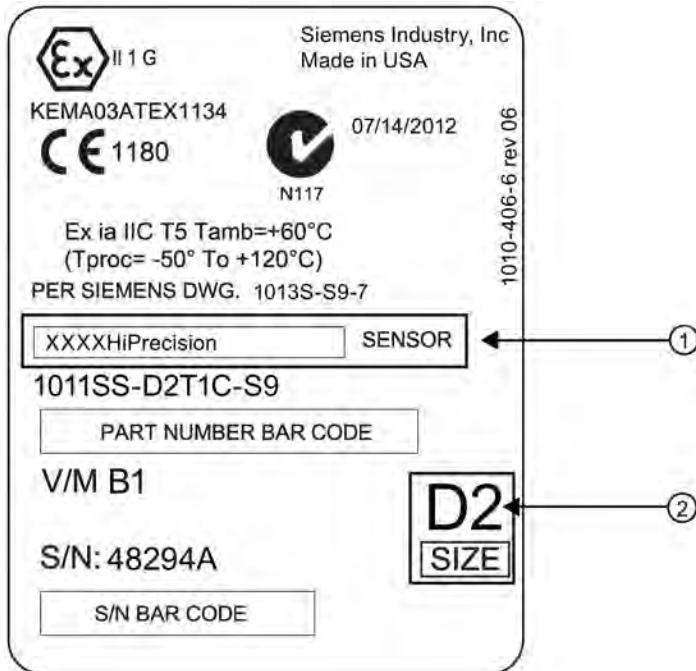 Ex II 1 G
Siemens Industry, Inc
Made in USA
KEMA03ATEX1134
CE 1180
07/14/2012
N117
1010-406-6 rev 06
Ex ia IIC T5 Tamb=+60°C
(Tproc= -50° To +120°C)
PER SIEMENS DWG. 1013S-S9-7
XXXXHiPrecision SENSOR
1
1011SS-D2T1C-S9
PART NUMBER BAR CODE
V/M B1
D2
2
SIZE
S/N: 48294A
S/N BAR CODE